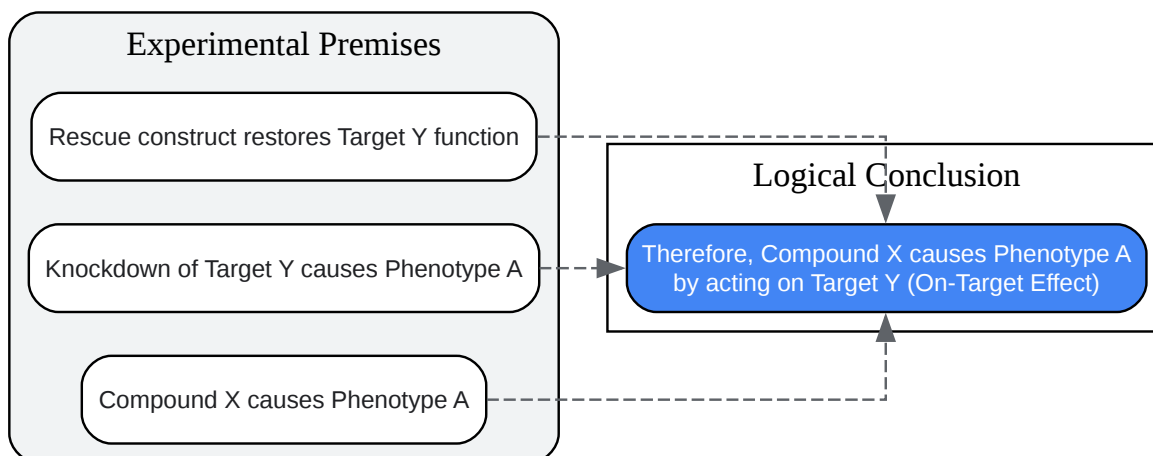 Experimental Premises
Rescue construct restores Target Y function
Knockdown of Target Y causes Phenotype A
Compound X causes Phenotype A
Logical Conclusion
Therefore, Compound X causes Phenotype A
by acting on Target Y (On-Target Effect)